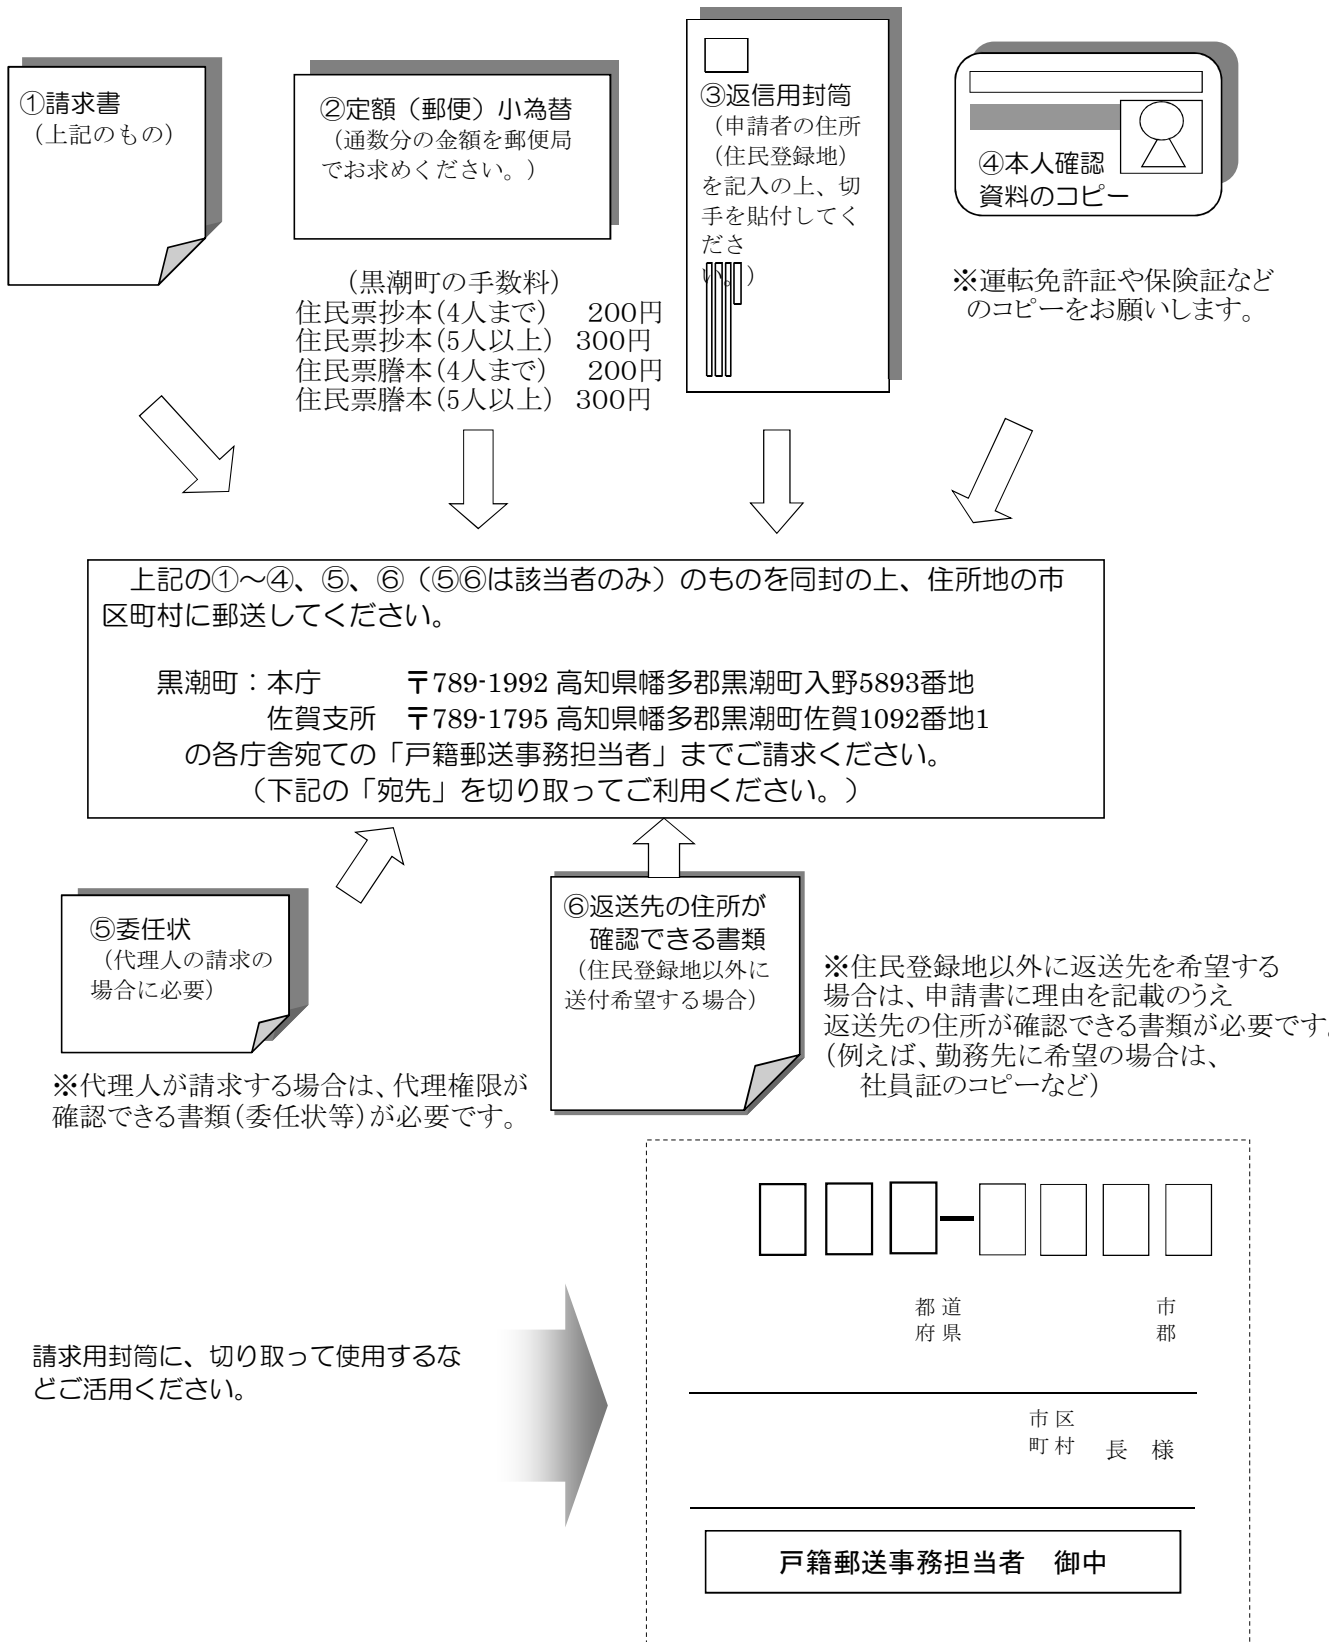 ①請求書
（上記のもの）
②定額（郵便）小為替
（通数分の金額を郵便局
でお求めください。）
③返信用封筒
（申請者の住所
（住民登録地）
を記入の上、切
手を貼付してく
ださ
い。）
④本人確認
資料のコピー
（黒潮町の手数料）
住民票抄本(4人まで)　200円
住民票抄本(5人以上)　300円
住民票謄本(4人まで)　200円
住民票謄本(5人以上)　300円
※運転免許証や保険証など
のコピーをお願いします。
上記の①～④、⑤、⑥（⑤⑥は該当者のみ）のものを同封の上、住所地の市
区町村に郵送してください。
黒潮町：本庁　〒789-1992 高知県幡多郡黒潮町入野5893番地
佐賀支所　〒789-1795 高知県幡多郡黒潮町佐賀1092番地1
の各庁舎宛ての「戸籍郵送事務担当者」までご請求ください。
（下記の「宛先」を切り取ってご利用ください。）
⑤委任状
（代理人の請求の
場合に必要）
※代理人が請求する場合は、代理権限が
確認できる書類(委任状等)が必要です。
⑥返送先の住所が
確認できる書類
（住民登録地以外に
送付希望する場合）
※住民登録地以外に返送先を希望する
場合は、申請書に理由を記載のうえ
返送先の住所が確認できる書類が必要です。
(例えば、勤務先に希望の場合は、
社員証のコピーなど)
請求用封筒に、切り取って使用するな
どご活用ください。
都道　市
府県　郡
市区
町村　長　様
戸籍郵送事務担当者　御中